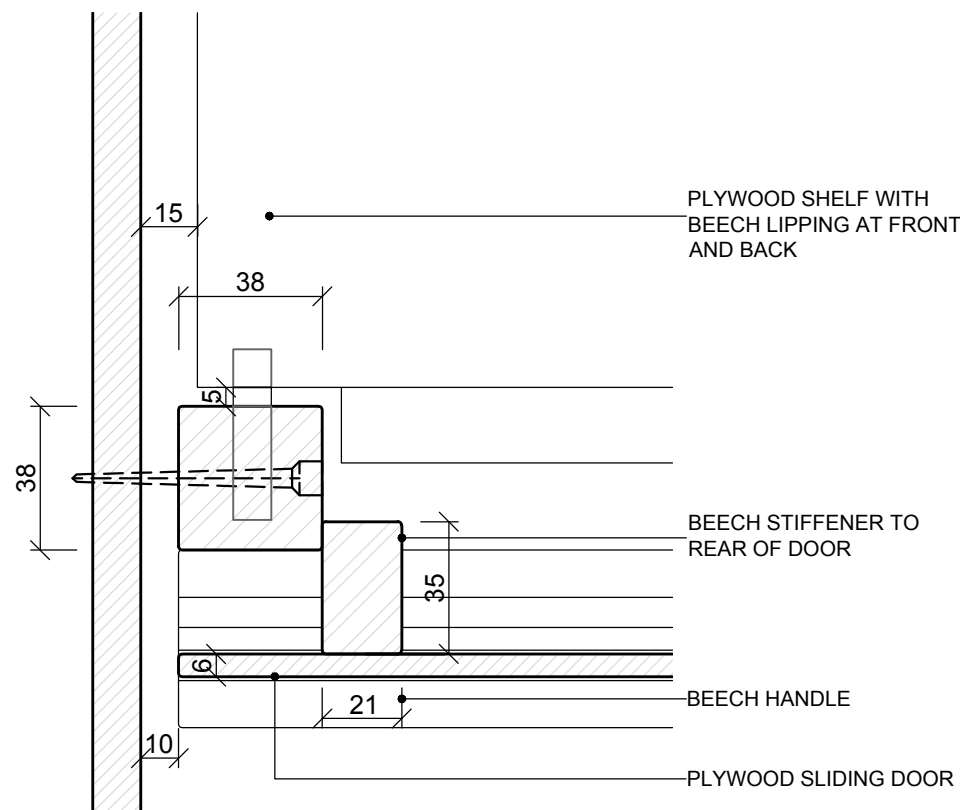 PLYWOOD SHELF WITH
BEECH LIPPING AT FRONT
AND BACK
15
38
5
38
BEECH STIFFENER TO
REAR OF DOOR
35
6
21
BEECH HANDLE
10
PLYWOOD SLIDING DOOR